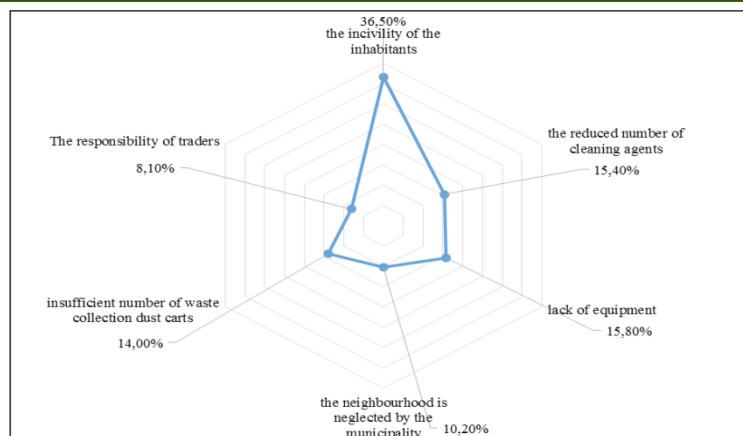 36,50%
the incivility of the
inhabitants
the reduced number of
cleaning agents
15,40%
lack of equipment
15,80%
the neighbourhood is
neglected by the
municipality
10,20%
insufficient number of waste
collection dust carts
14,00%
The responsibility of traders
8,10%